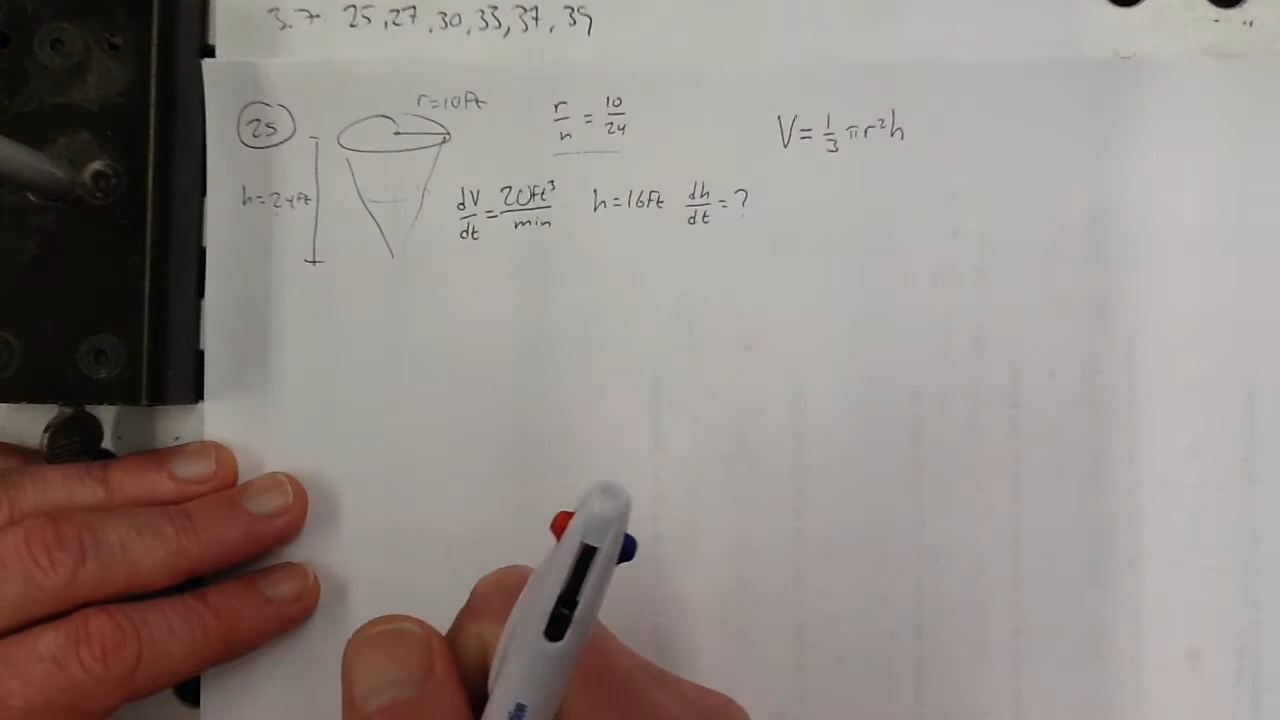 3.7 25, 27, 30, 33, 37, 39
25
r=10ft
r/h = 10/24
V = 1/3 πr²h
h=24ft
dV/dt = 20ft³/min h=16ft dh/dt = ?